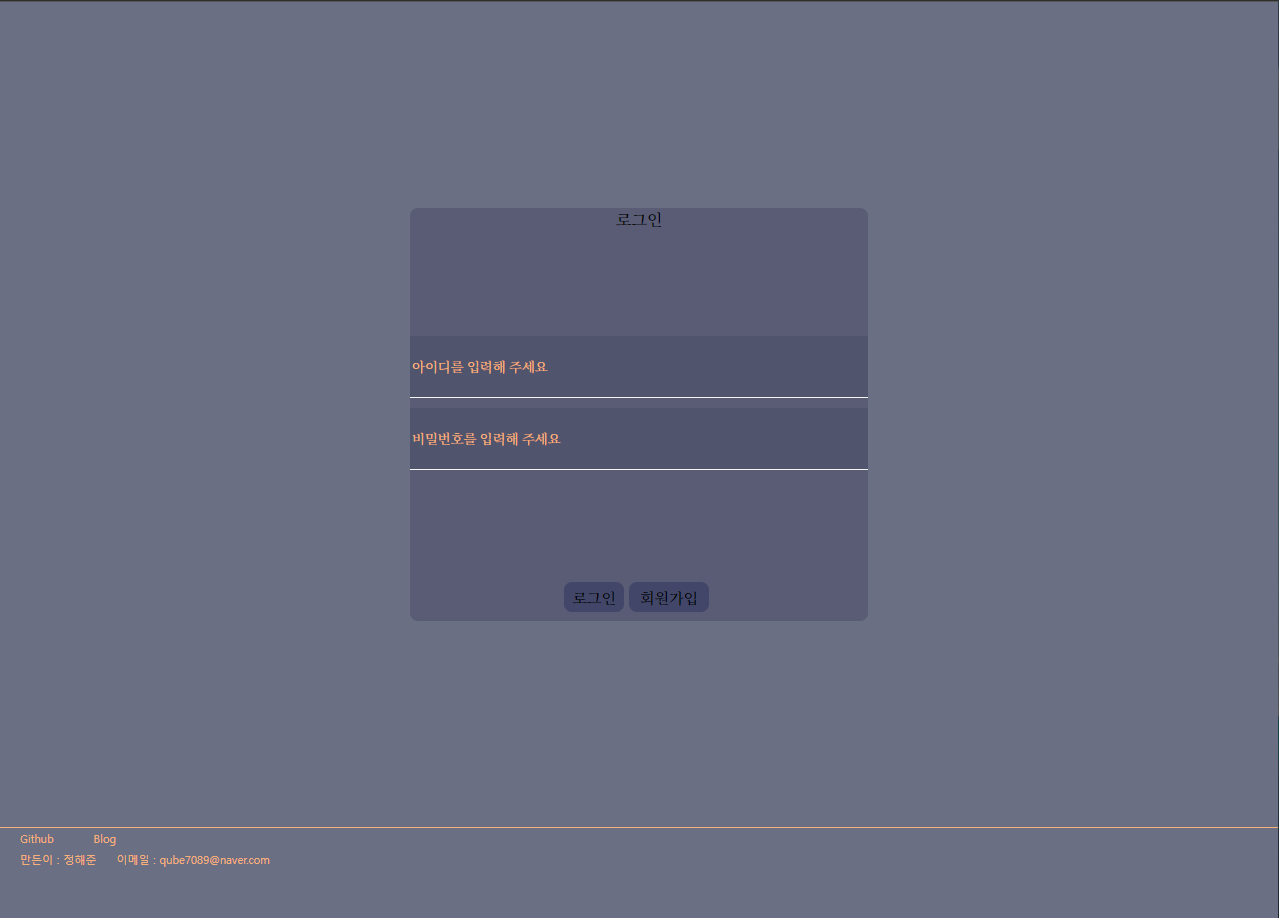 로그인
아이디를 입력해 주세요
비밀번호를 입력해 주세요
로그인 회원가입
Github Blog
만든이 : 정해준 이메일 : qube7089@naver.com